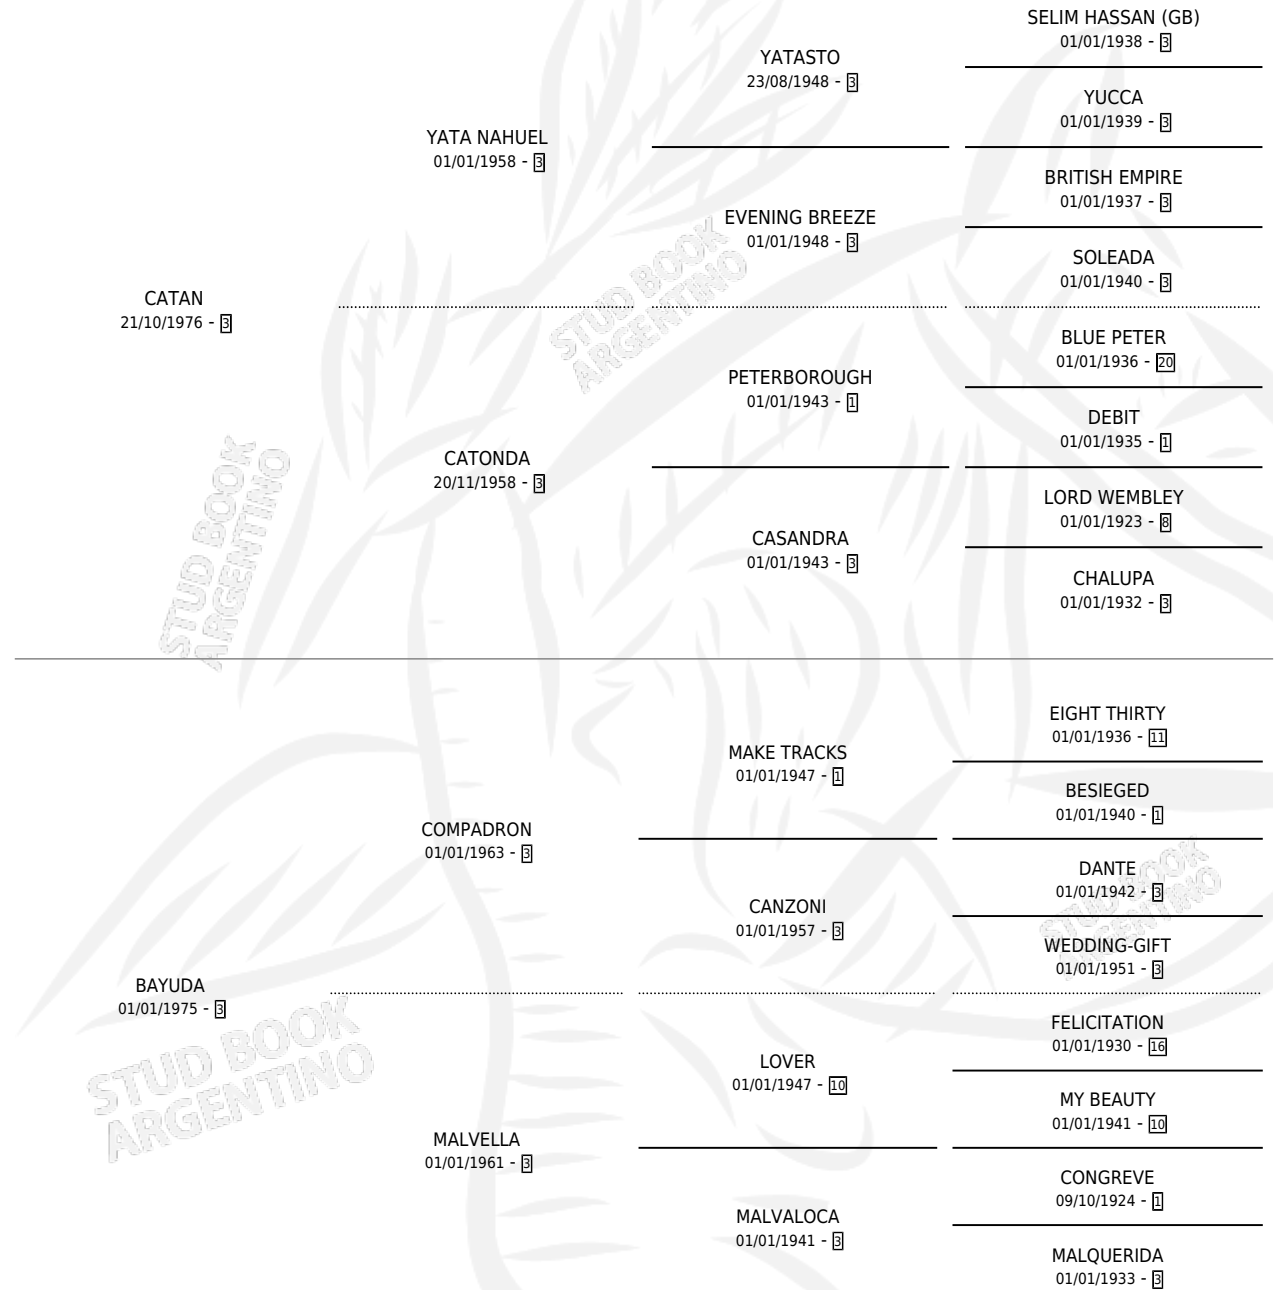 SELIM HASSAN (GB)
01/01/1938 - 3
YATASTO
23/08/1948 - 3
YUCCA
01/01/1939 - 3
YATA NAHUEL
01/01/1958 - 3
BRITISH EMPIRE
01/01/1937 - 3
EVENING BREEZE
01/01/1948 - 3
SOLEADA
01/01/1940 - 3
CATAN
21/10/1976 - 3
BLUE PETER
01/01/1936 - 20
PETERBOROUGH
01/01/1943 - 1
DEBIT
01/01/1935 - 1
CATONDA
20/11/1958 - 3
LORD WEMBLEY
01/01/1923 - 8
CASANDRA
01/01/1943 - 3
CHALUPA
01/01/1932 - 3
EIGHT THIRTY
01/01/1936 - 11
MAKE TRACKS
01/01/1947 - 1
BESIEGED
01/01/1940 - 1
COMPADRON
01/01/1963 - 3
DANTE
01/01/1942 - 3
CANZONI
01/01/1957 - 3
WEDDING-GIFT
01/01/1951 - 3
BAYUDA
01/01/1975 - 3
FELICITATION
01/01/1930 - 16
LOVER
01/01/1947 - 10
MY BEAUTY
01/01/1941 - 10
MALVELLA
01/01/1961 - 3
CONGREVE
09/10/1924 - 1
MALVALOCA
01/01/1941 - 3
MALQUERIDA
01/01/1933 - 3
STUD BOOK
ARGENTINO
STUD BOOK
ARGENTINO
STUD BOOK
ARGENTINO
STUD BOOK
ARGENTINO